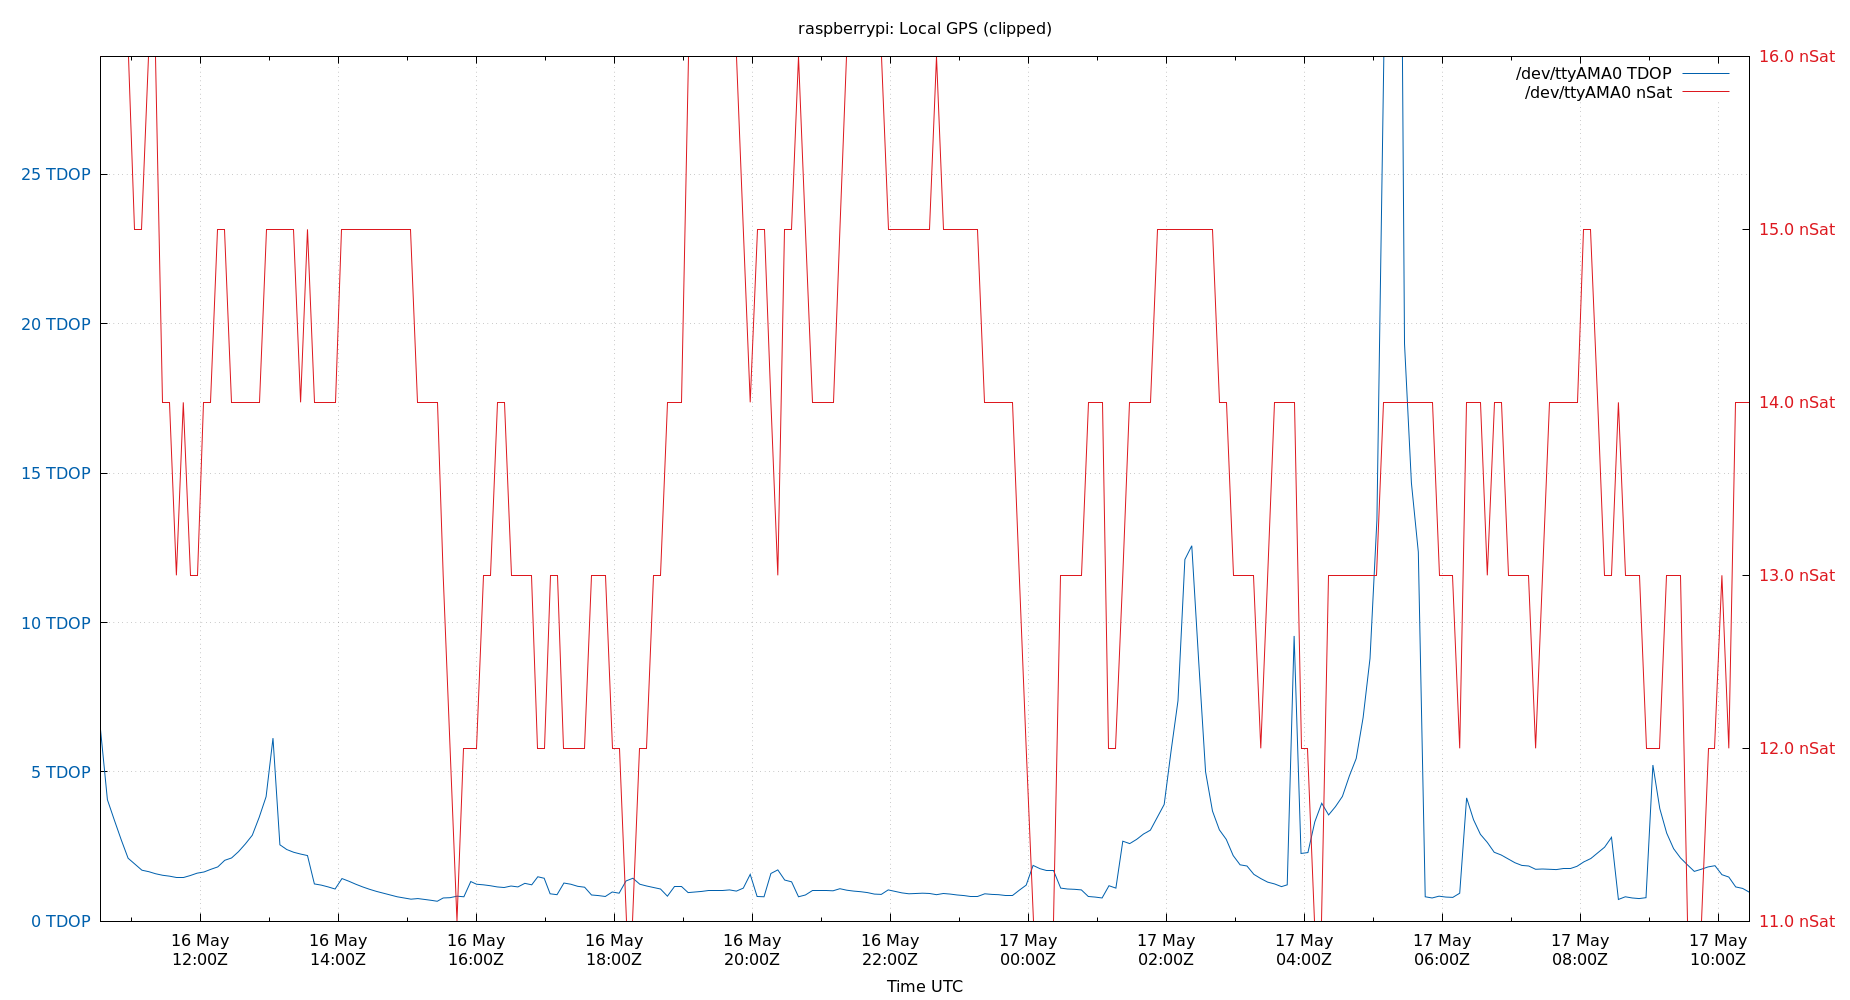 raspberrypi: Local GPS (clipped)
/dev/ttyAMA0 TDOP
/dev/ttyAMA0 nSat
25 TDOP
20 TDOP
15 TDOP
10 TDOP
5 TDOP
0 TDOP
16.0 nSat
15.0 nSat
14.0 nSat
13.0 nSat
12.0 nSat
11.0 nSat
16 May
12:00Z
16 May
14:00Z
16 May
16:00Z
16 May
18:00Z
16 May
20:00Z
16 May
22:00Z
17 May
00:00Z
17 May
02:00Z
17 May
04:00Z
17 May
06:00Z
17 May
08:00Z
17 May
10:00Z
Time UTC